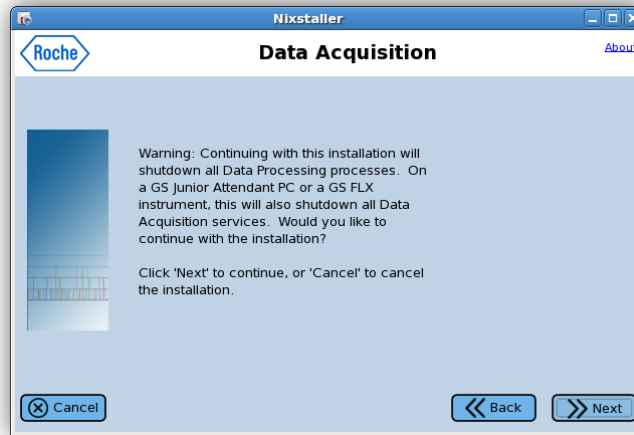 Nixstaller
Roche
Data Acquisition
About
Warning: Continuing with this installation will
shutdown all Data Processing processes. On
a GS Junior Attendant PC or a GS FLX
instrument, this will also shutdown all Data
Acquisition services. Would you like to
continue with the installation?
Click 'Next' to continue, or 'Cancel' to cancel
the installation.
Cancel
Back
Next